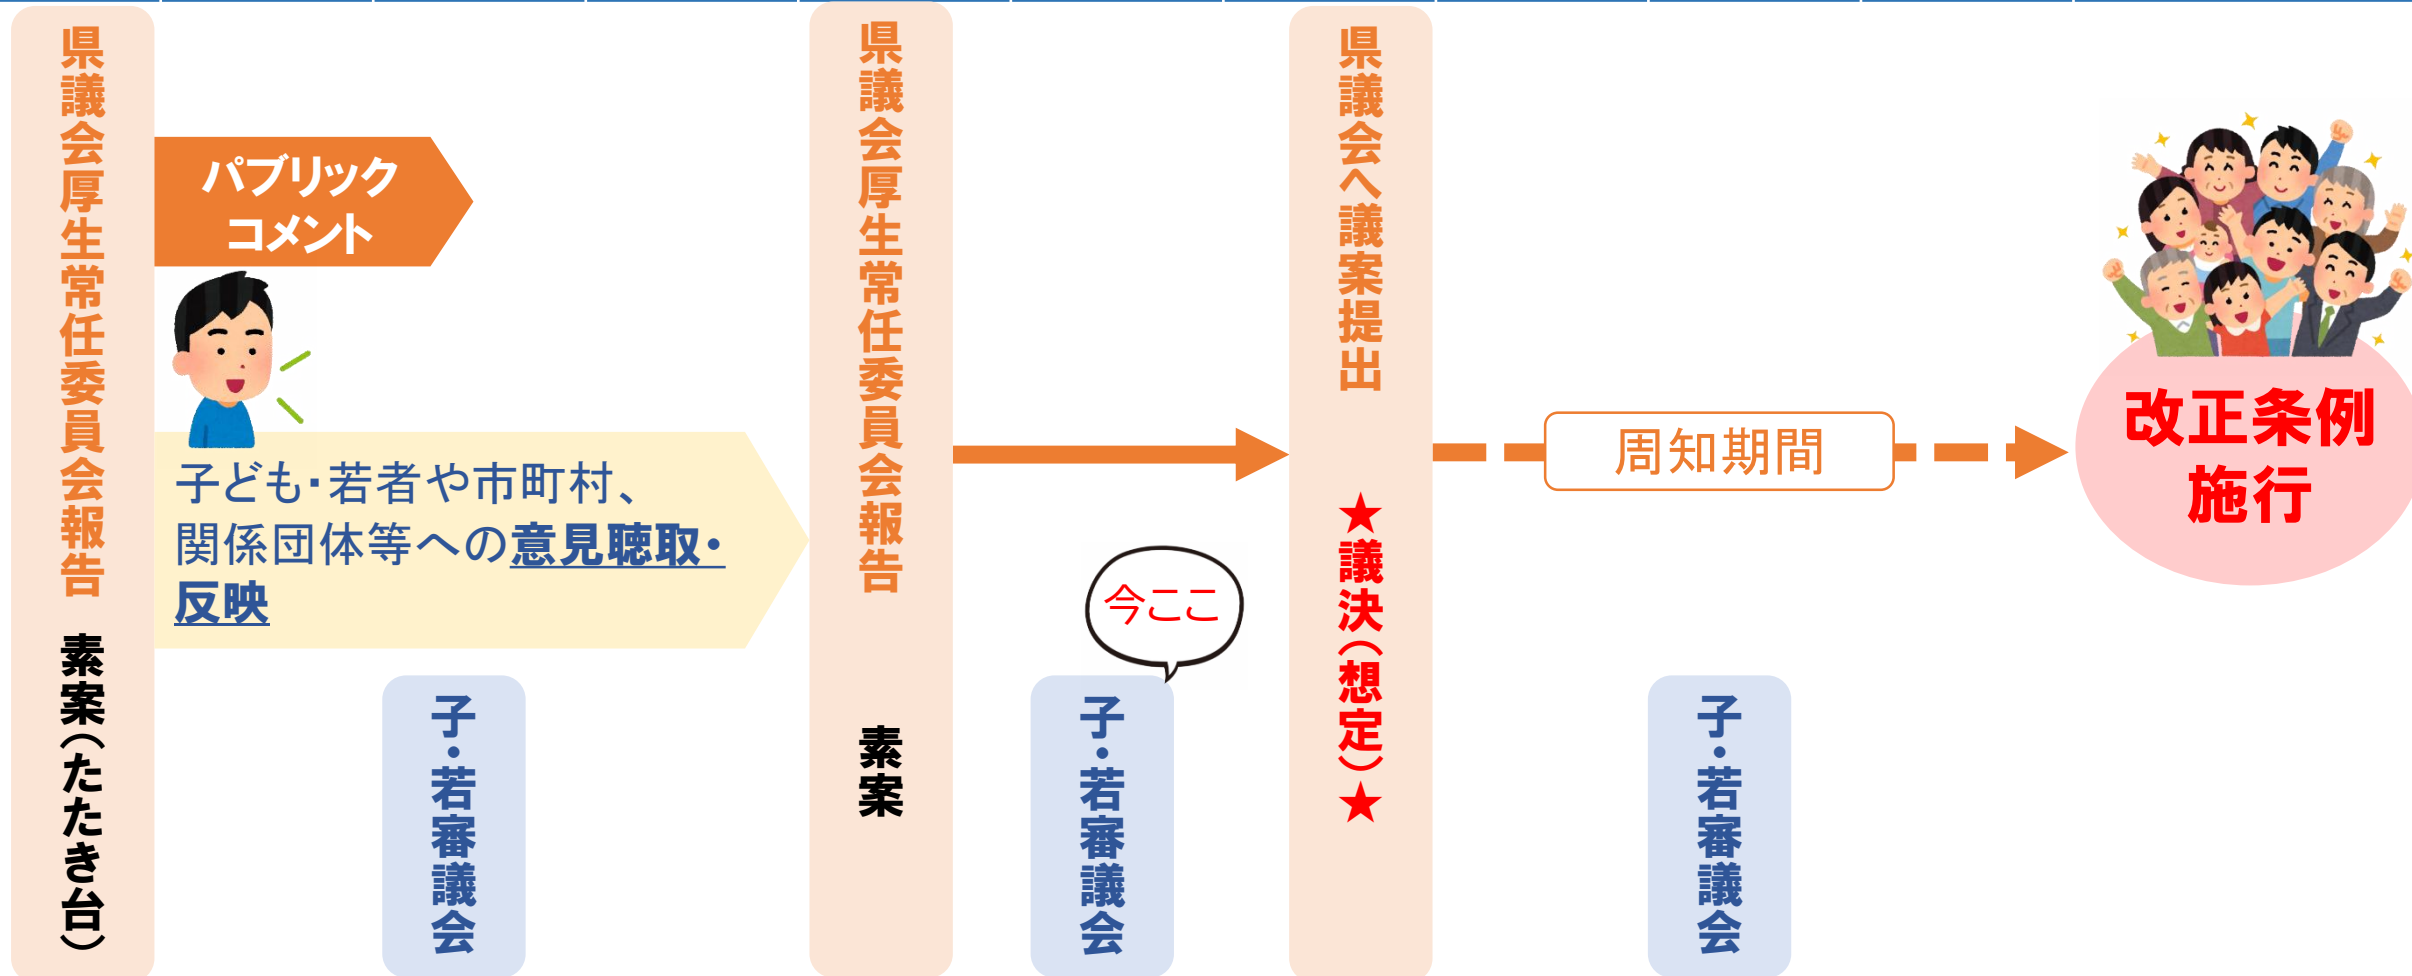 県議会厚生常任委員会報告　素案（たたき台）
パブリック
コメント
子ども・若者や市町村、
関係団体等への意見聴取・
反映
子・若審議会
県議会厚生常任委員会報告　素案
今ここ
子・若審議会
県議会へ議案提出　★議決（想定）★
周知期間
子・若審議会
改正条例
施行